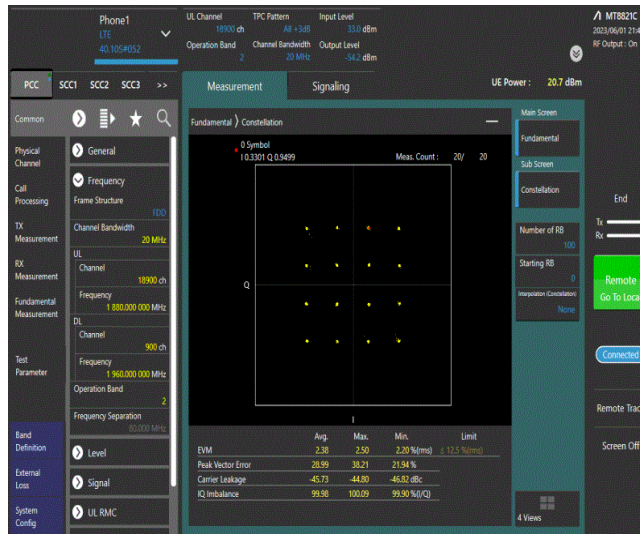 Phone1
LTE
40.10S#052
UL Channel TPC Pattern Input Level
18900 ch All +3dB 33.0 dBm
Operation Band Channel Bandwidth Output Level
2 20 MHz -54.2 dBm
MT8821C
2023/06/01 21:4
RF Output : On
PCC SCC1 SCC2 SCC3 >>
Measurement Signaling UE Power : 20.7 dBm
Common
Physical
Channel
Call
Processing
TX
Measurement
RX
Measurement
Fundamental
Measurement
Test
Parameter
Band
Definition
External
Loss
System
Config
General
Frequency
Frame Structure
FDD
Channel Bandwidth
20 MHz
UL
Channel
18900 ch
Frequency
1 880.000 000 MHz
DL
Channel
900 ch
Frequency
1 960.000 000 MHz
Operation Band
2
Frequency Separation
80.000 MHz
Level
Signal
UL RMC
Fundamental Constellation
0 Symbol
I 0.3301 Q 0.9499 Meas. Count : 20/ 20
Q
I
Avg. Max. Min. Limit
EVM 2.38 2.50 2.20 %(rms) ≤ 12.5 %(rms)
Peak Vector Error 28.99 38.21 21.94 %
Carrier Leakage -45.73 -44.80 -46.82 dBc
IQ Imbalance 99.98 100.09 99.90 %(I/Q)
Main Screen
Fundamental
Sub Screen
Constellation
Number of RB
100
Starting RB
0
Interpolation (Constellation)
None
4 Views
End
Tx
Rx
Remote
Go To Loca
Connected
Remote Trac
Screen Off